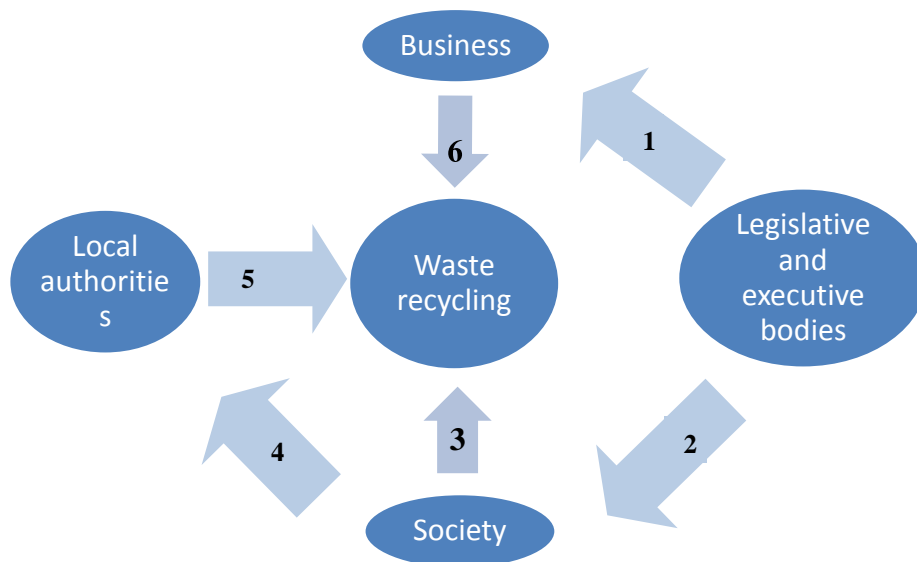 Business
1
6
Local
authoritie
s
5
Waste
recycling
Legislative
and
executive
bodies
4
3
2
Society